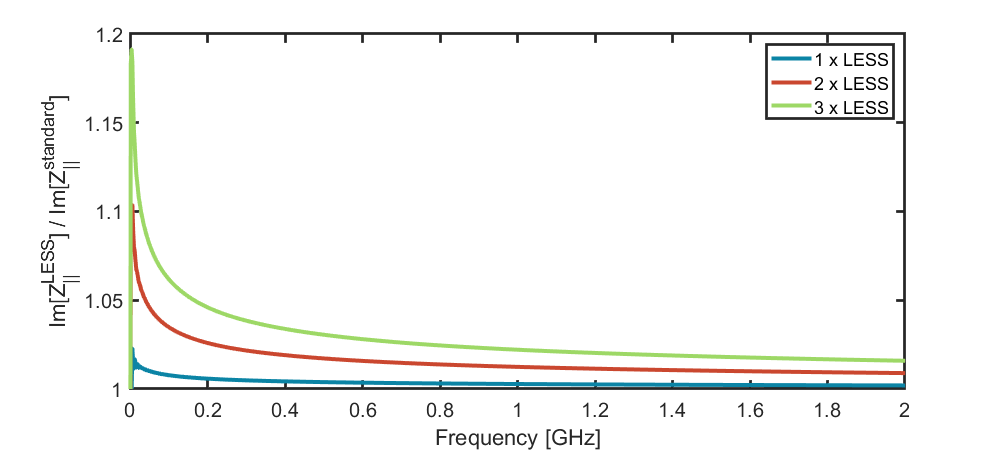 1.2
1.15
1.1
1.05
1
0 0.2 0.4 0.6 0.8 1 1.2 1.4 1.6 1.8 2
Im[Z||^LESS] / Im[Z||^standard]
Frequency [GHz]
1 x LESS
2 x LESS
3 x LESS